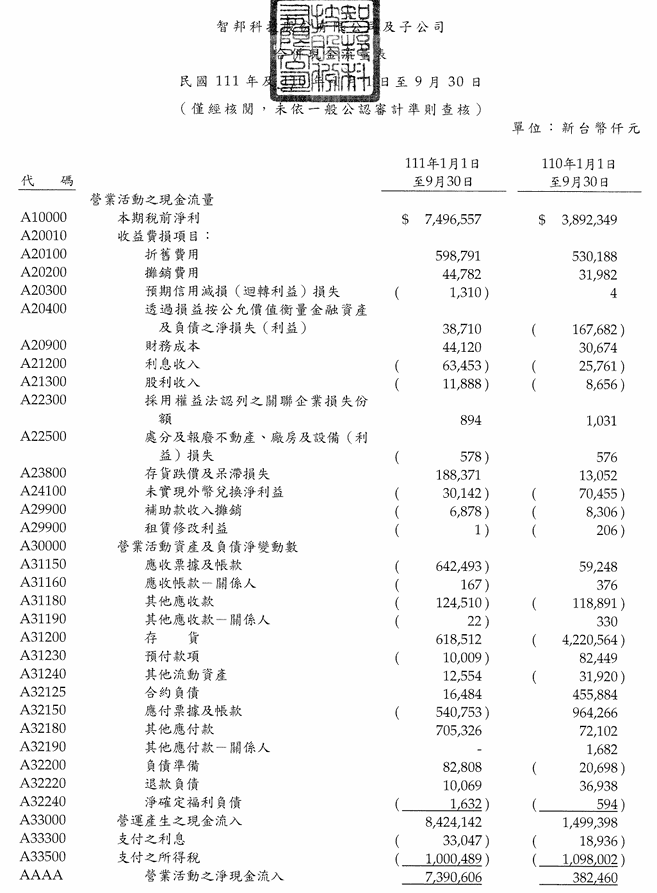 智邦科技股份有限公司及子公司
合併現金流量表
民國 111 年及 110 年 1 月 1 日至 9 月 30 日
（僅經核閱，未依一般公認審計準則查核）
單位：新台幣仟元
111年1月1日 110年1月1日
代 碼 至9月30日 至9月30日
營業活動之現金流量
A10000 本期稅前淨利 $ 7,496,557 $ 3,892,349
A20010 收益費損項目：
A20100 折舊費用 598,791 530,188
A20200 攤銷費用 44,782 31,982
A20300 預期信用減損（迴轉利益）損失 ( 1,310 ) 4
A20400 透過損益按公允價值衡量金融資產
及負債之淨損失（利益） 38,710 ( 167,682 )
A20900 財務成本 44,120 30,674
A21200 利息收入 ( 63,453 ) ( 25,761 )
A21300 股利收入 ( 11,888 ) ( 8,656 )
A22300 採用權益法認列之關聯企業損失份
額 894 1,031
A22500 處分及報廢不動產、廠房及設備（利
益）損失 ( 578 ) 576
A23800 存貨跌價及呆滯損失 188,371 13,052
A24100 未實現外幣兌換淨利益 ( 30,142 ) ( 70,455 )
A29900 補助款收入攤銷 ( 6,878 ) ( 8,306 )
A29900 租賃修改利益 ( 1 ) ( 206 )
A30000 營業活動資產及負債淨變動數
A31150 應收票據及帳款 ( 642,493 ) 59,248
A31160 應收帳款－關係人 ( 167 ) 376
A31180 其他應收款 ( 124,510 ) ( 118,891 )
A31190 其他應收款－關係人 ( 22 ) 330
A31200 存 貨 618,512 ( 4,220,564 )
A31230 預付款項 ( 10,009 ) 82,449
A31240 其他流動資產 12,554 ( 31,920 )
A32125 合約負債 16,484 455,884
A32150 應付票據及帳款 ( 540,753 ) 964,266
A32180 其他應付款 705,326 72,102
A32190 其他應付款－關係人 - 1,682
A32200 負債準備 82,808 ( 20,698 )
A32220 退款負債 10,069 36,938
A32240 淨確定福利負債 ( 1,632 ) ( 594 )
A33000 營運產生之現金流入 8,424,142 1,499,398
A33300 支付之利息 ( 33,047 ) ( 18,936 )
A33500 支付之所得稅 ( 1,000,489 ) ( 1,098,002 )
AAAA 營業活動之淨現金流入 7,390,606 382,460